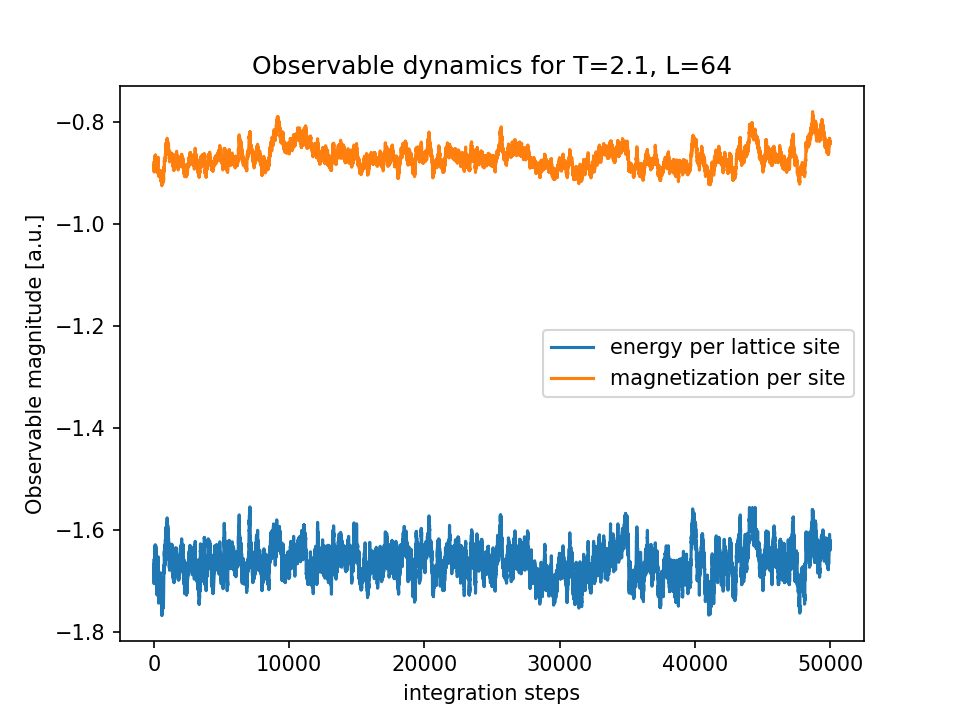 Observable dynamics for T=2.1, L=64
Observable magnitude [a.u.]
−0.8
−1.0
−1.2
−1.4
−1.6
−1.8
energy per lattice site
magnetization per site
0 10000 20000 30000 40000 50000
integration steps